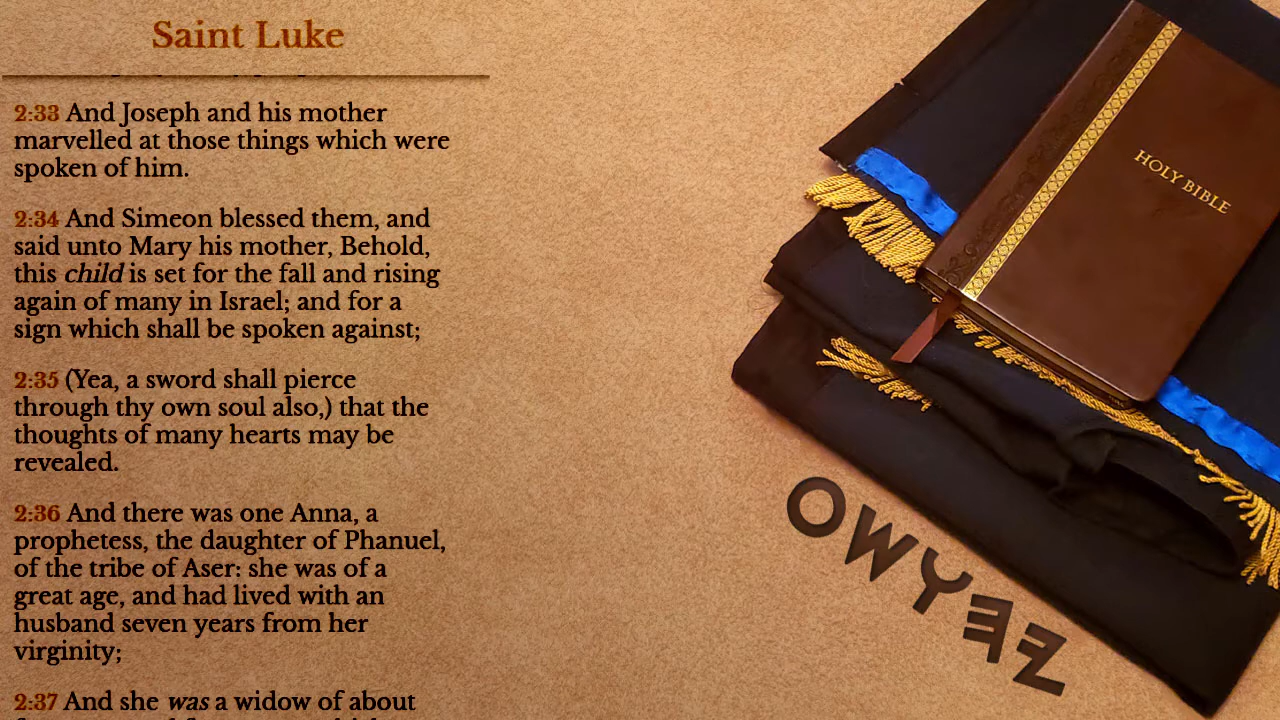 Saint Luke
2:33 And Joseph and his mother
marvelled at those things which were
spoken of him.
2:34 And Simeon blessed them, and
said unto Mary his mother, Behold,
this child is set for the fall and rising
again of many in Israel; and for a
sign which shall be spoken against;
2:35 (Yea, a sword shall pierce
through thy own soul also,) that the
thoughts of many hearts may be
revealed.
2:36 And there was one Anna, a
prophetess, the daughter of Phanuel,
of the tribe of Aser: she was of a
great age, and had lived with an
husband seven years from her
virginity;
2:37 And she was a widow of about
HOLY BIBLE
𐤉𐤄𐤅𐤔𐤏